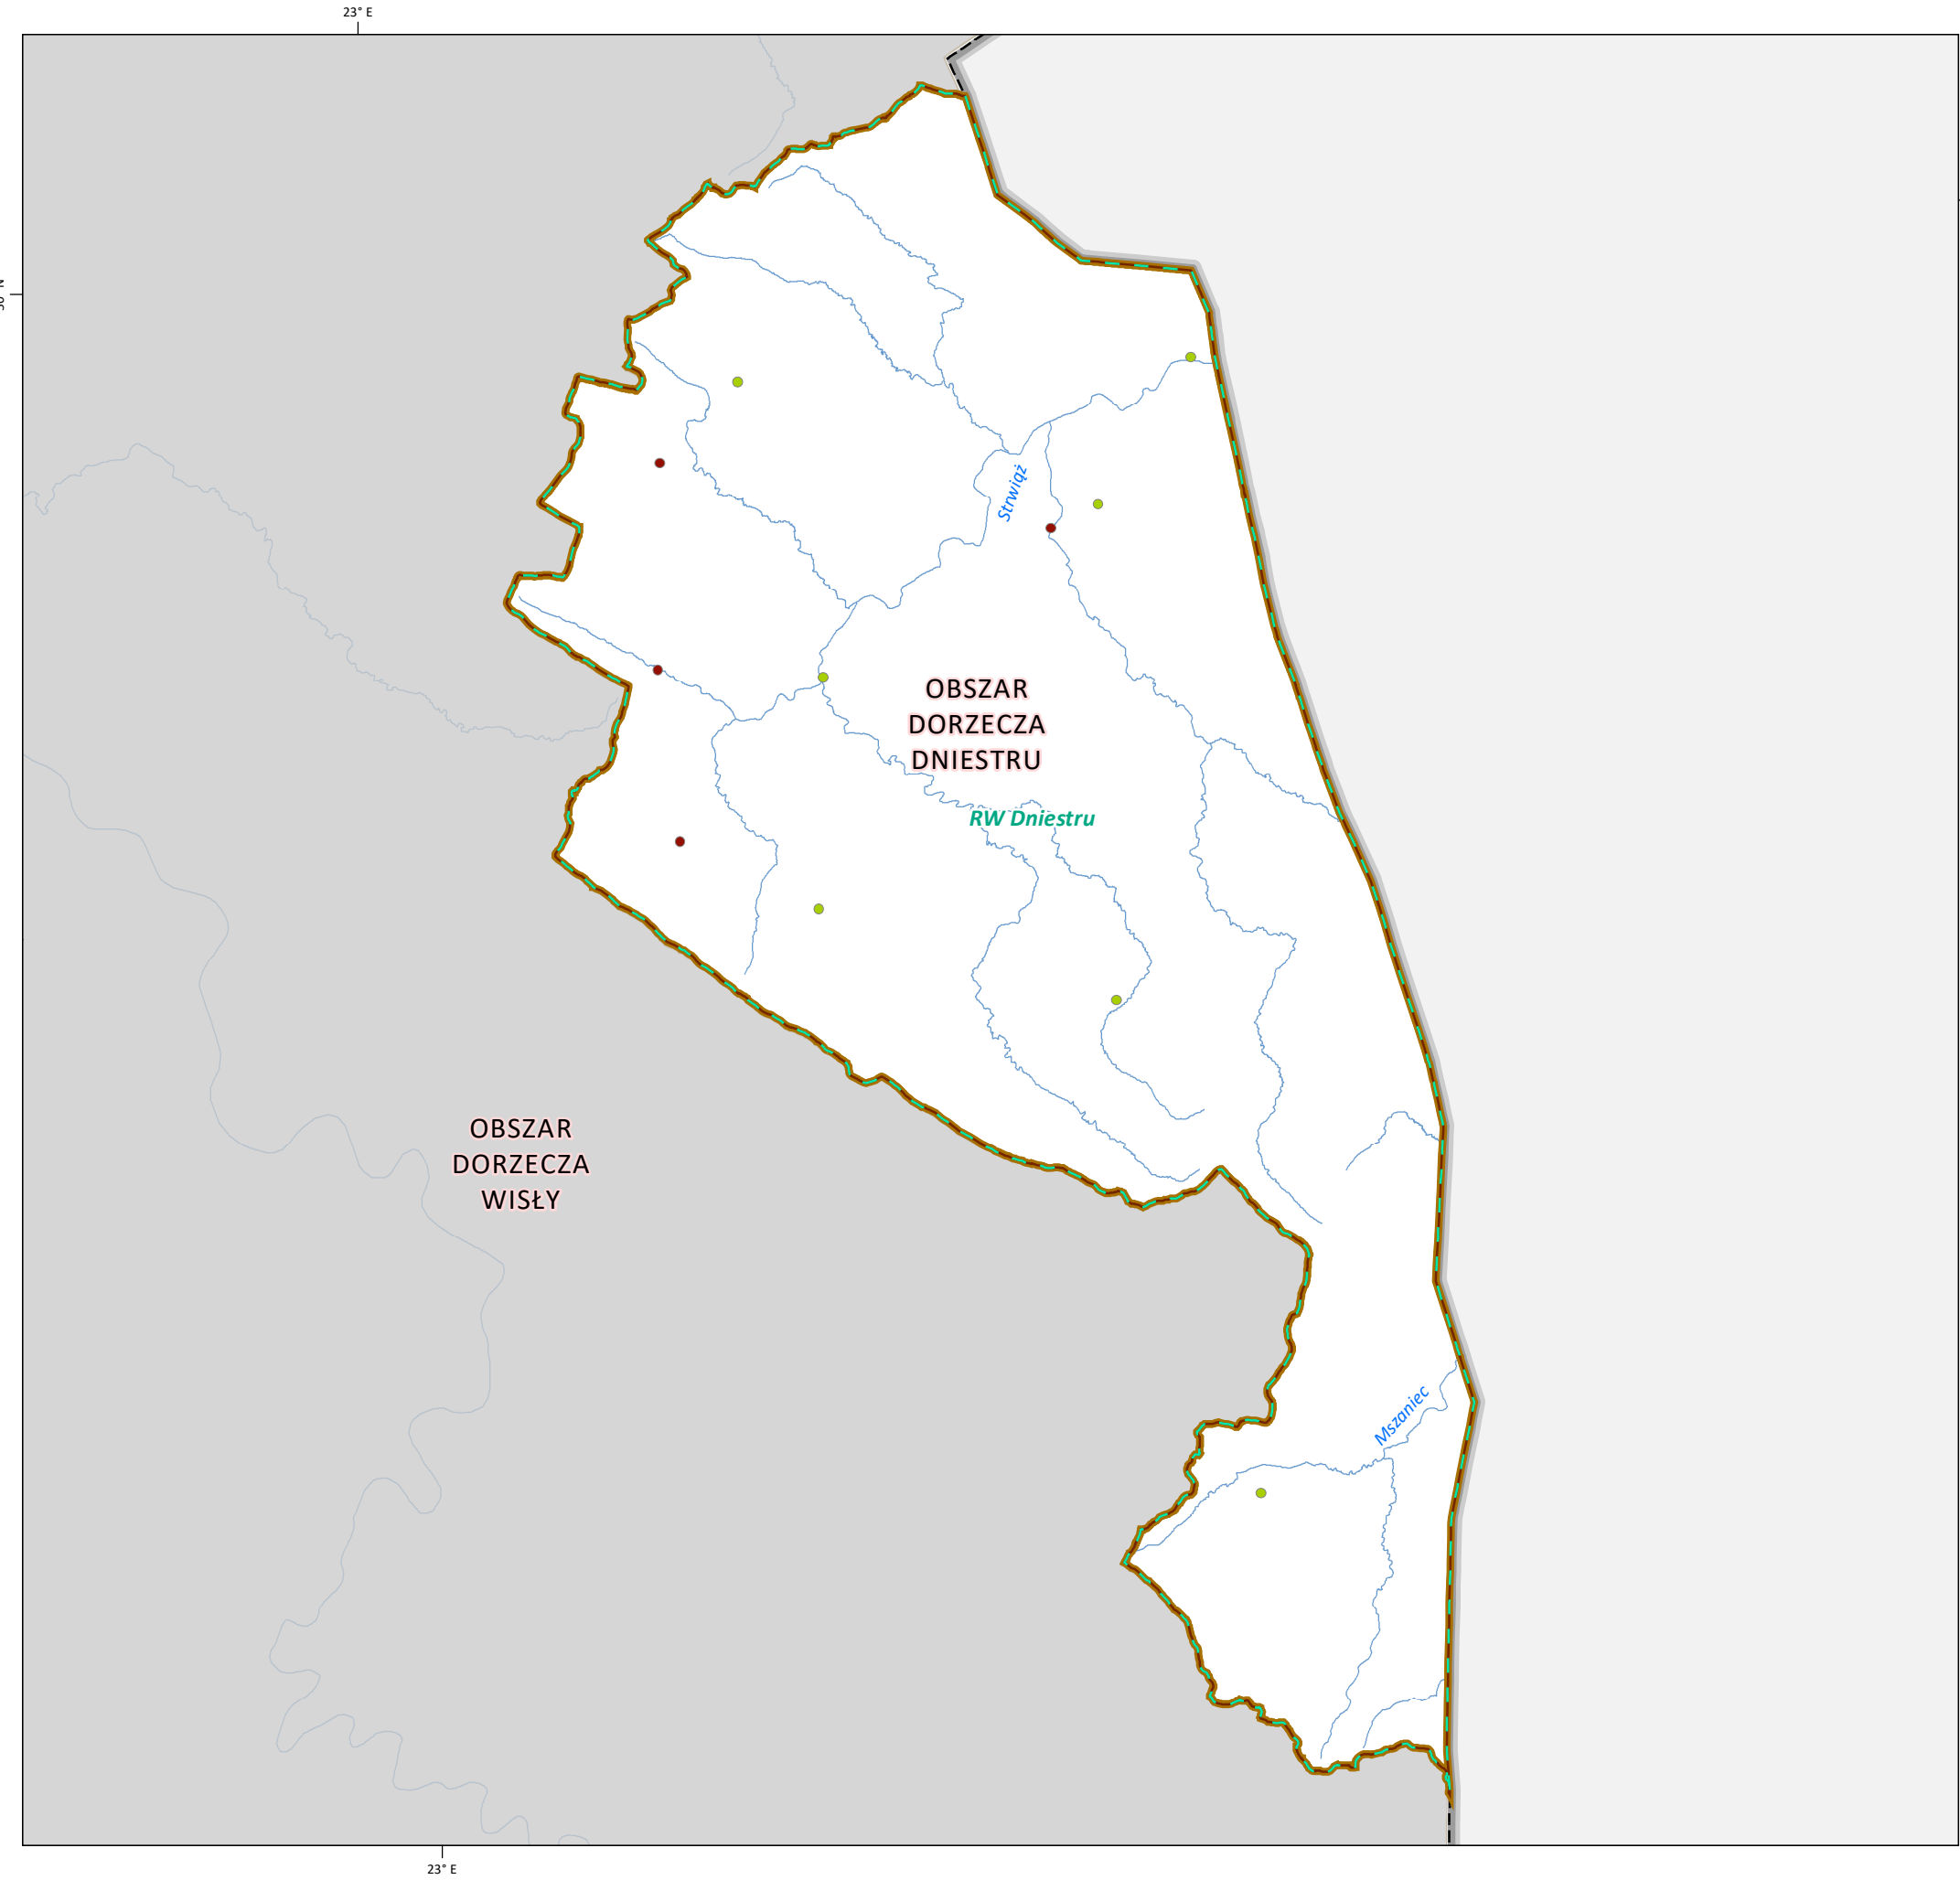 23° E
Strwiąż
OBSZAR
DORZECZA
DNIESTRU
RW Dniestru
OBSZAR
DORZECZA
WISŁY
Mszaniec
23° E